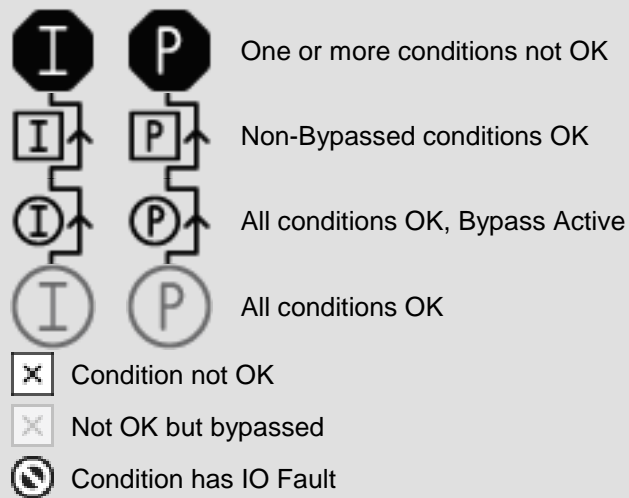 I P One or more conditions not OK
I P Non-Bypassed conditions OK
I P All conditions OK, Bypass Active
I P All conditions OK
Condition not OK
Not OK but bypassed
Condition has IO Fault